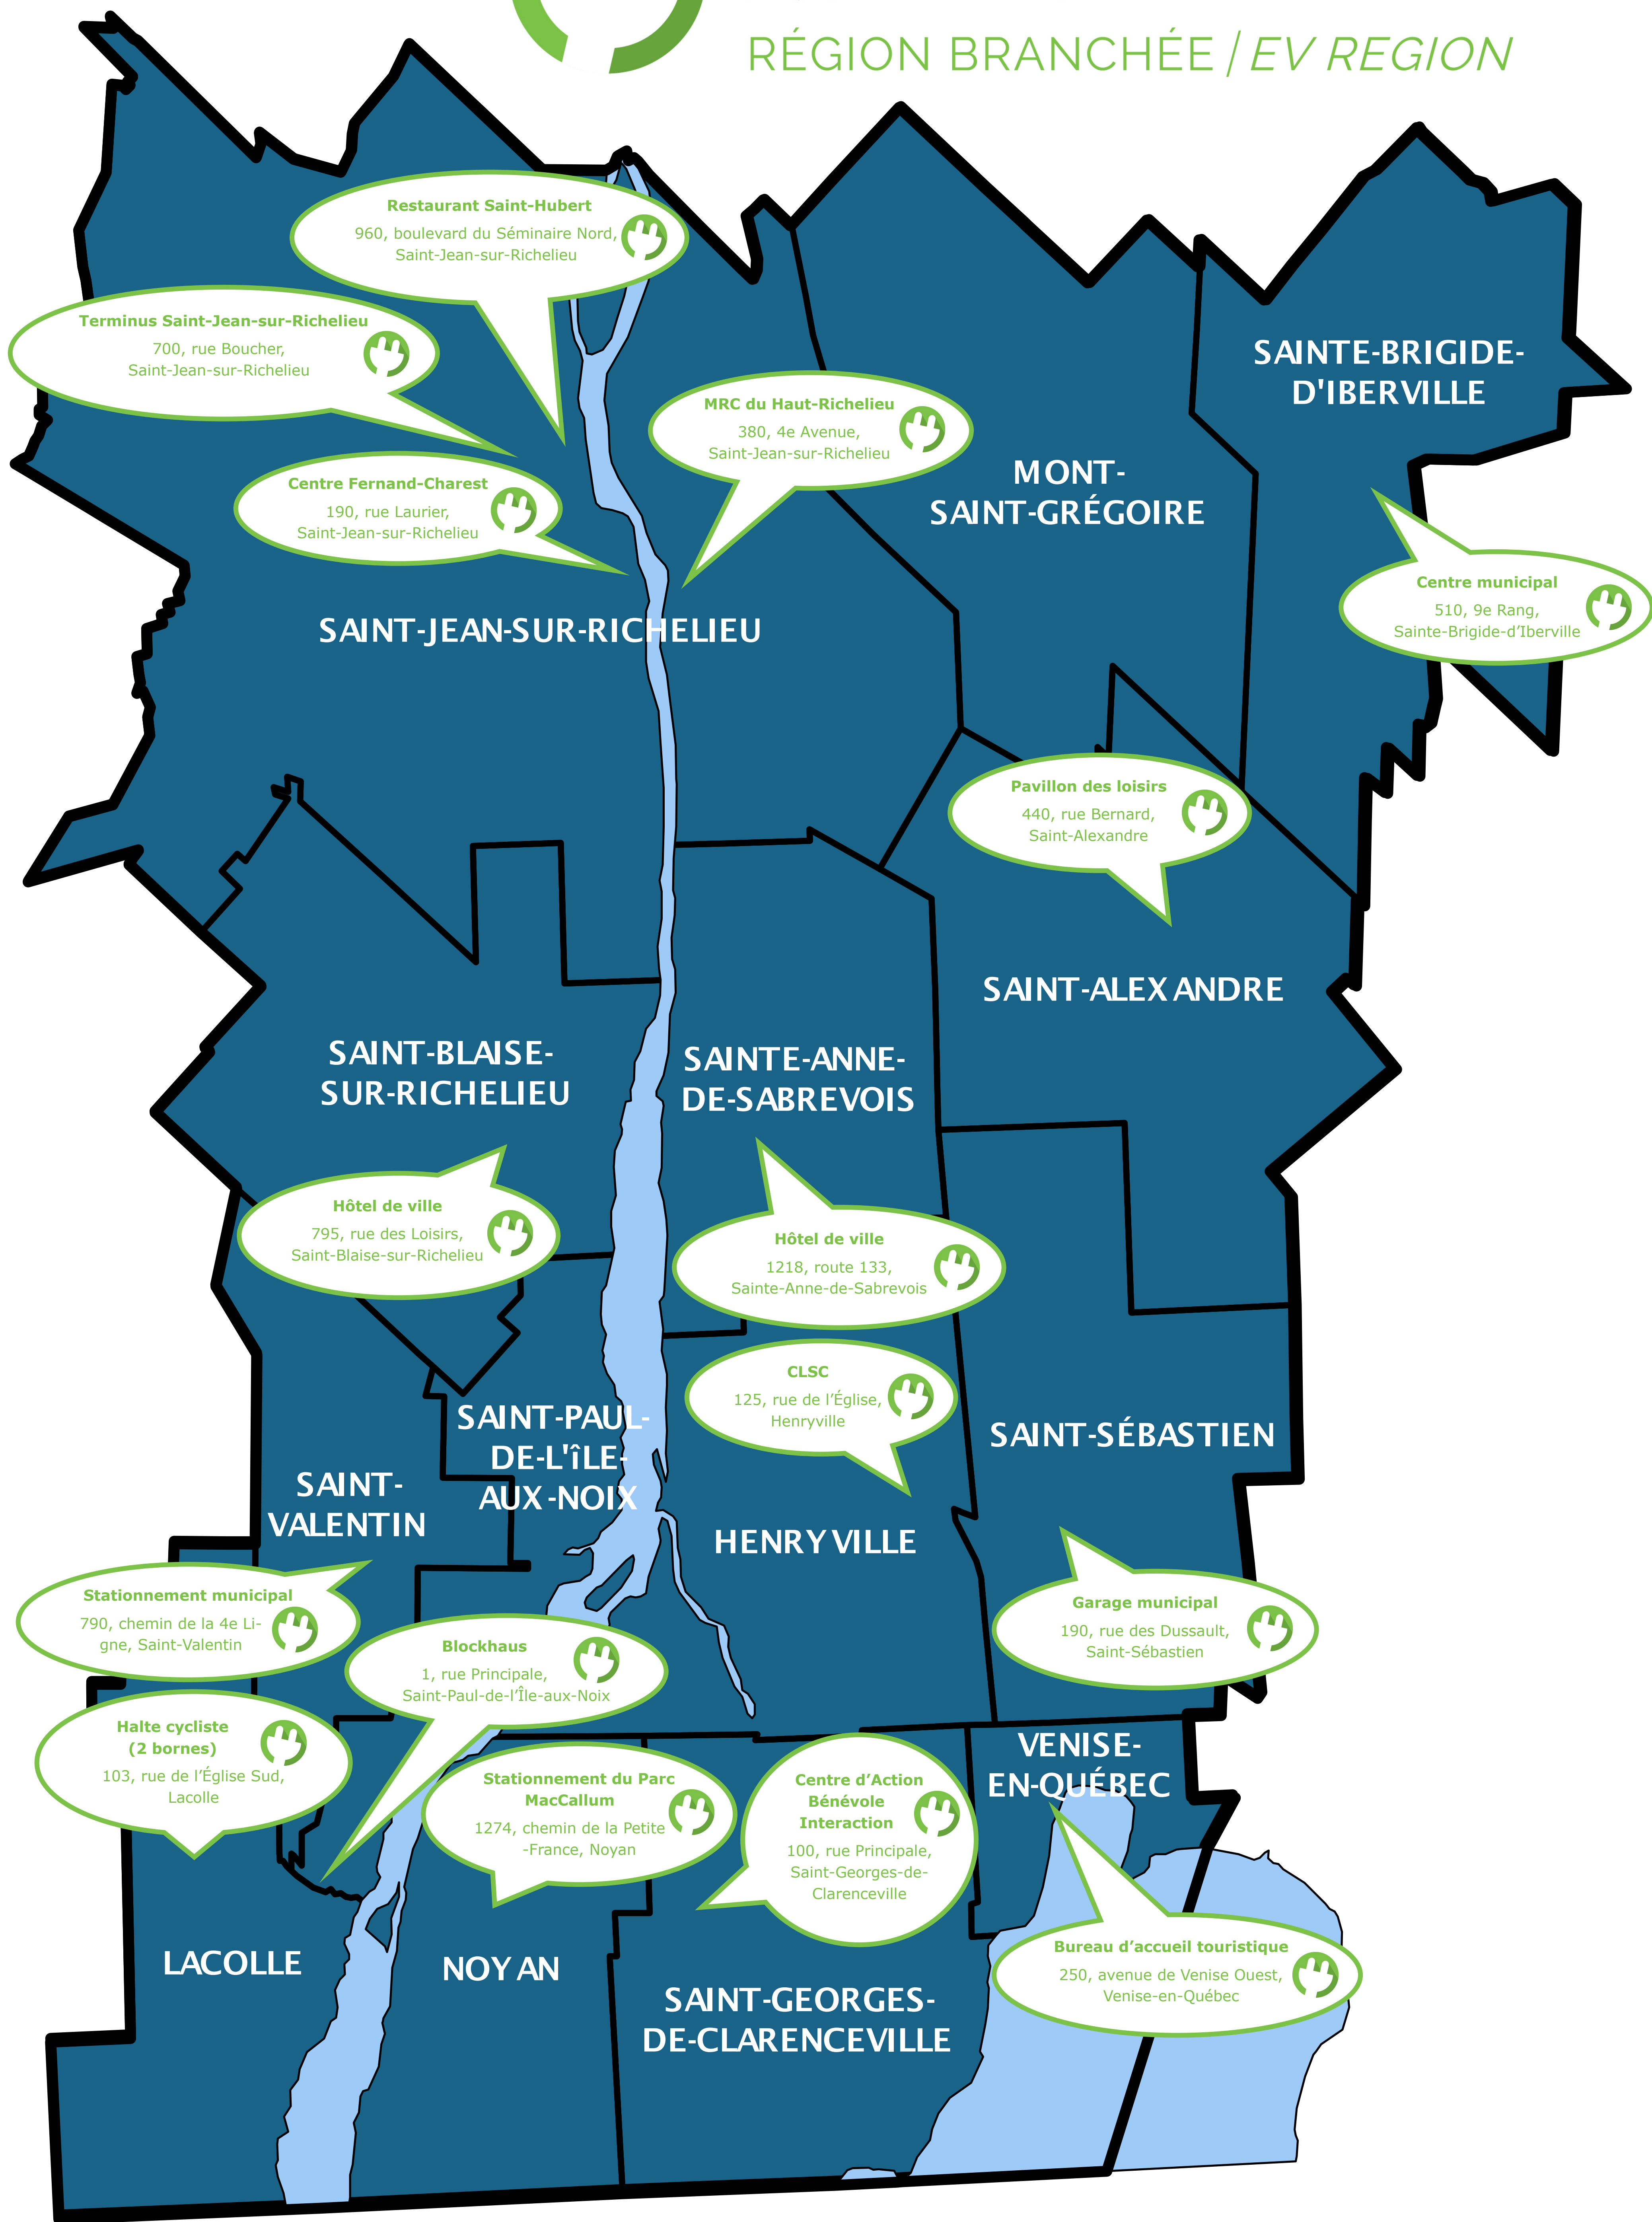 RÉGION BRANCHÉE / EV REGION
Restaurant Saint-Hubert
960, boulevard du Séminaire Nord,
Saint-Jean-sur-Richelieu
Terminus Saint-Jean-sur-Richelieu
700, rue Boucher,
Saint-Jean-sur-Richelieu
SAINTE-BRIGIDE-
D'IBERVILLE
MRC du Haut-Richelieu
380, 4e Avenue,
Saint-Jean-sur-Richelieu
Centre Fernand-Charest
190, rue Laurier,
Saint-Jean-sur-Richelieu
MONT-
SAINT-GRÉGOIRE
Centre municipal
510, 9e Rang,
Sainte-Brigide-d’Iberville
SAINT-JEAN-SUR-RICHELIEU
Pavillon des loisirs
440, rue Bernard,
Saint-Alexandre
SAINT-ALEXANDRE
SAINT-BLAISE-
SUR-RICHELIEU
SAINTE-ANNE-
DE-SABREVOIS
Hôtel de ville
795, rue des Loisirs,
Saint-Blaise-sur-Richelieu
Hôtel de ville
1218, route 133,
Sainte-Anne-de-Sabrevois
CLSC
125, rue de l’Église,
Henryville
SAINT-PAUL-
DE-L'îLE-
AUX-NOIX
SAINT-SÉBASTIEN
SAINT-
VALENTIN
HENRYVILLE
Stationnement municipal
790, chemin de la 4e Li-
gne, Saint-Valentin
Blockhaus
1, rue Principale,
Saint-Paul-de-l’Île-aux-Noix
Garage municipal
190, rue des Dussault,
Saint-Sébastien
Halte cycliste
(2 bornes)
103, rue de l’Église Sud,
Lacolle
Stationnement du Parc
MacCallum
1274, chemin de la Petite
-France, Noyan
Centre d’Action
Bénévole
Interaction
100, rue Principale,
Saint-Georges-de-
Clarenceville
VENISE-
EN-QUÉBEC
Bureau d’accueil touristique
250, avenue de Venise Ouest,
Venise-en-Québec
LACOLLE
NOYAN
SAINT-GEORGES-
DE-CLARENCEVILLE